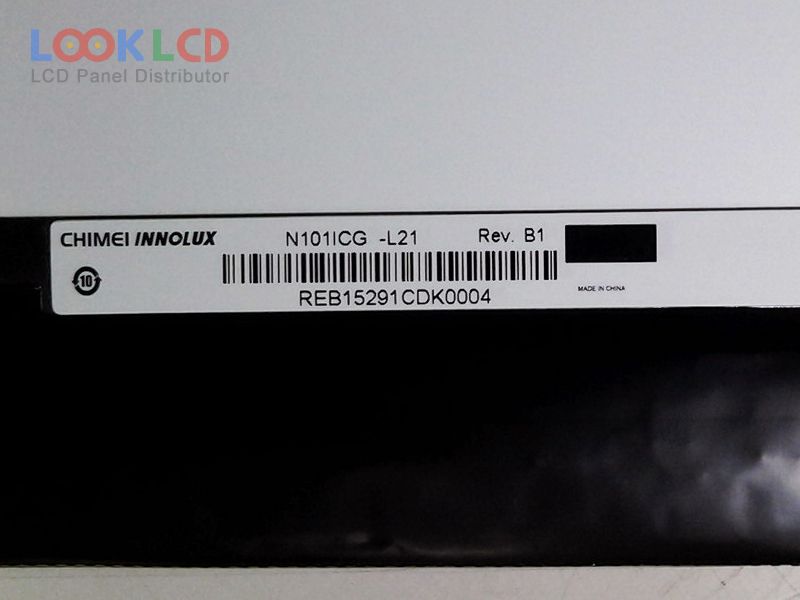 LOOK LCD
LCD Panel Distributor
CHIMEI INNOLUX N101ICG -L21 Rev. B1
10
REB15291CDK0004
MADE IN CHINA